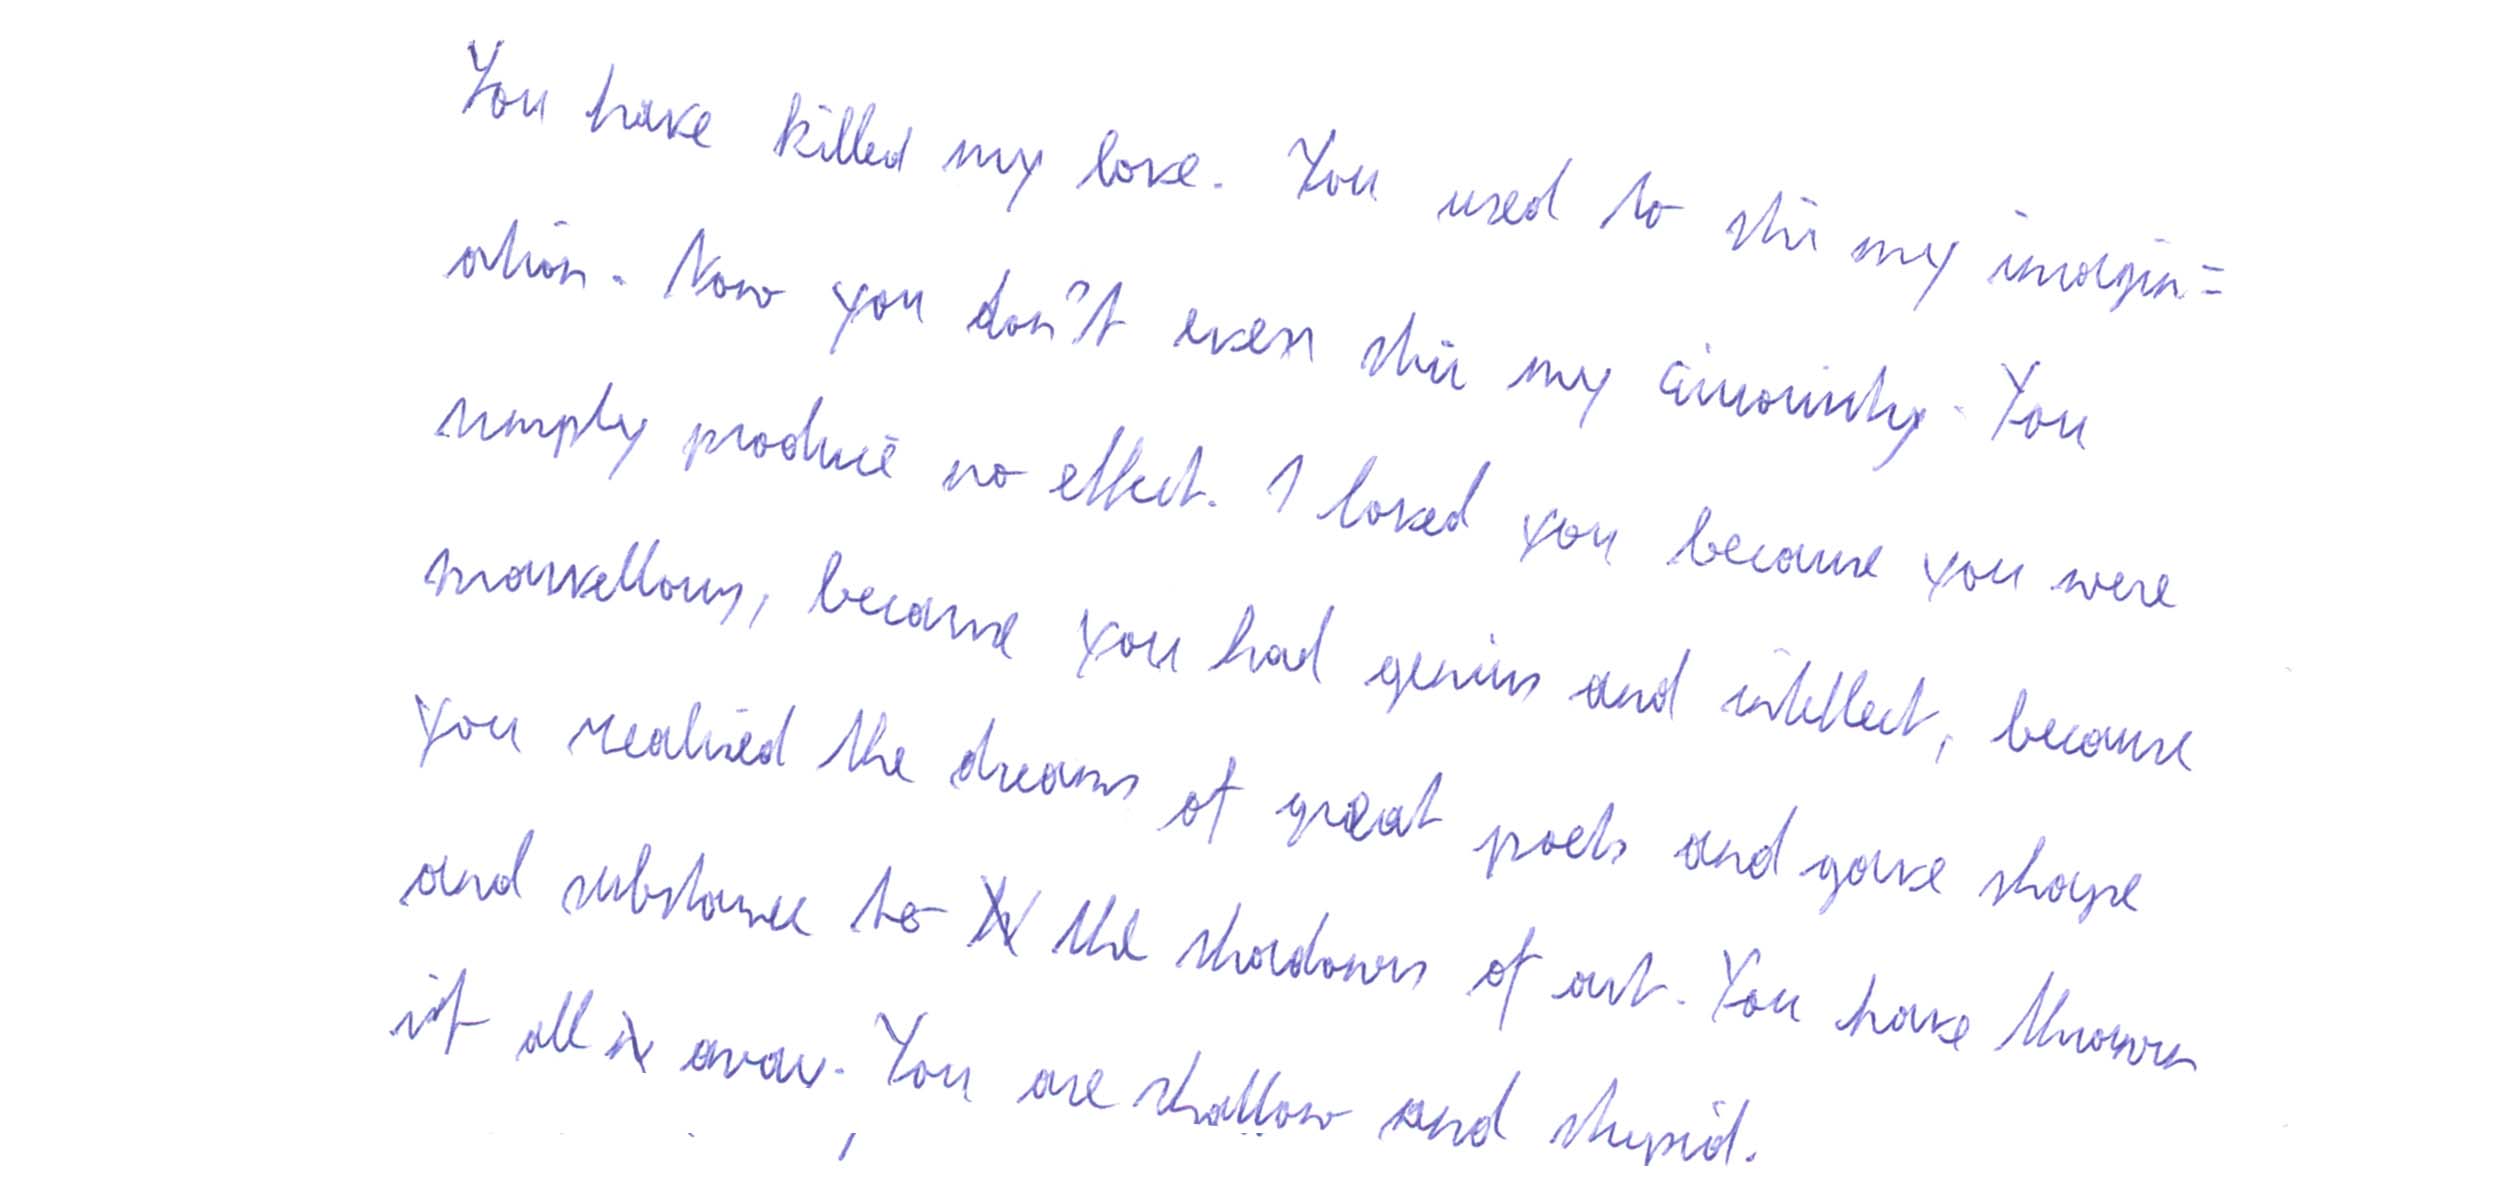 You have killed my love. You used to stir my imagin=
ation. Now you don't even stir my curiosity. You
simply produce no effect. I loved you because you were
marvellous, because you had genius and intellect, because
you realised the dreams of great poets and gave shape
and substance to the shadows of art. You have thrown
it all away. You are shallow and stupid.